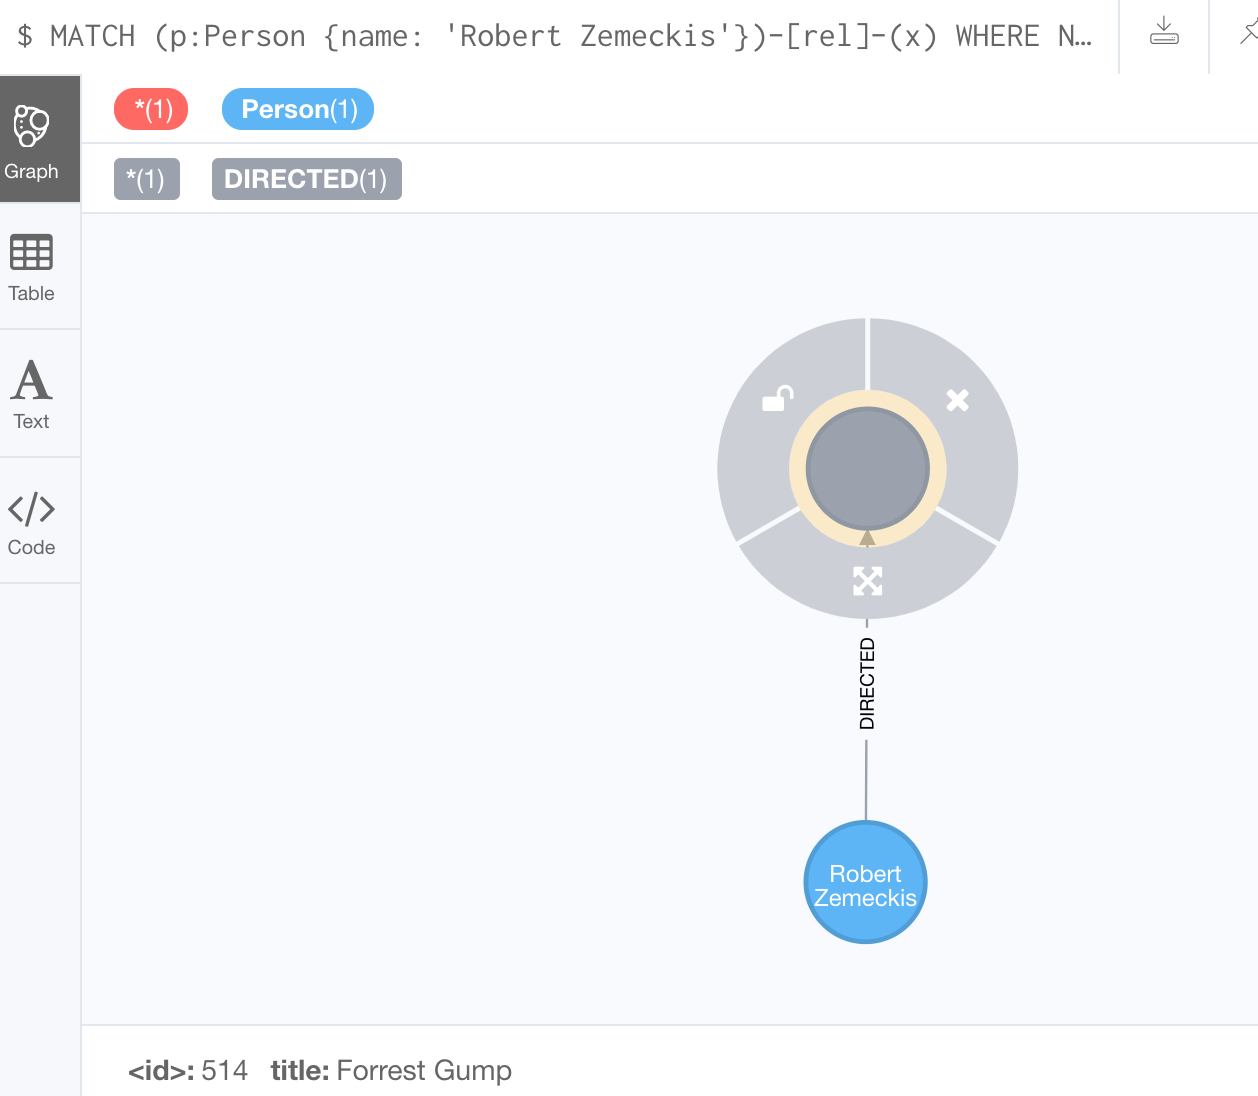 $ MATCH (p:Person {name: 'Robert Zemeckis'})-[rel]-(x) WHERE N…
*(1) Person(1)
*(1) DIRECTED(1)
Graph
Table
Text
Code
DIRECTED
Robert
Zemeckis
<id>: 514 title: Forrest Gump